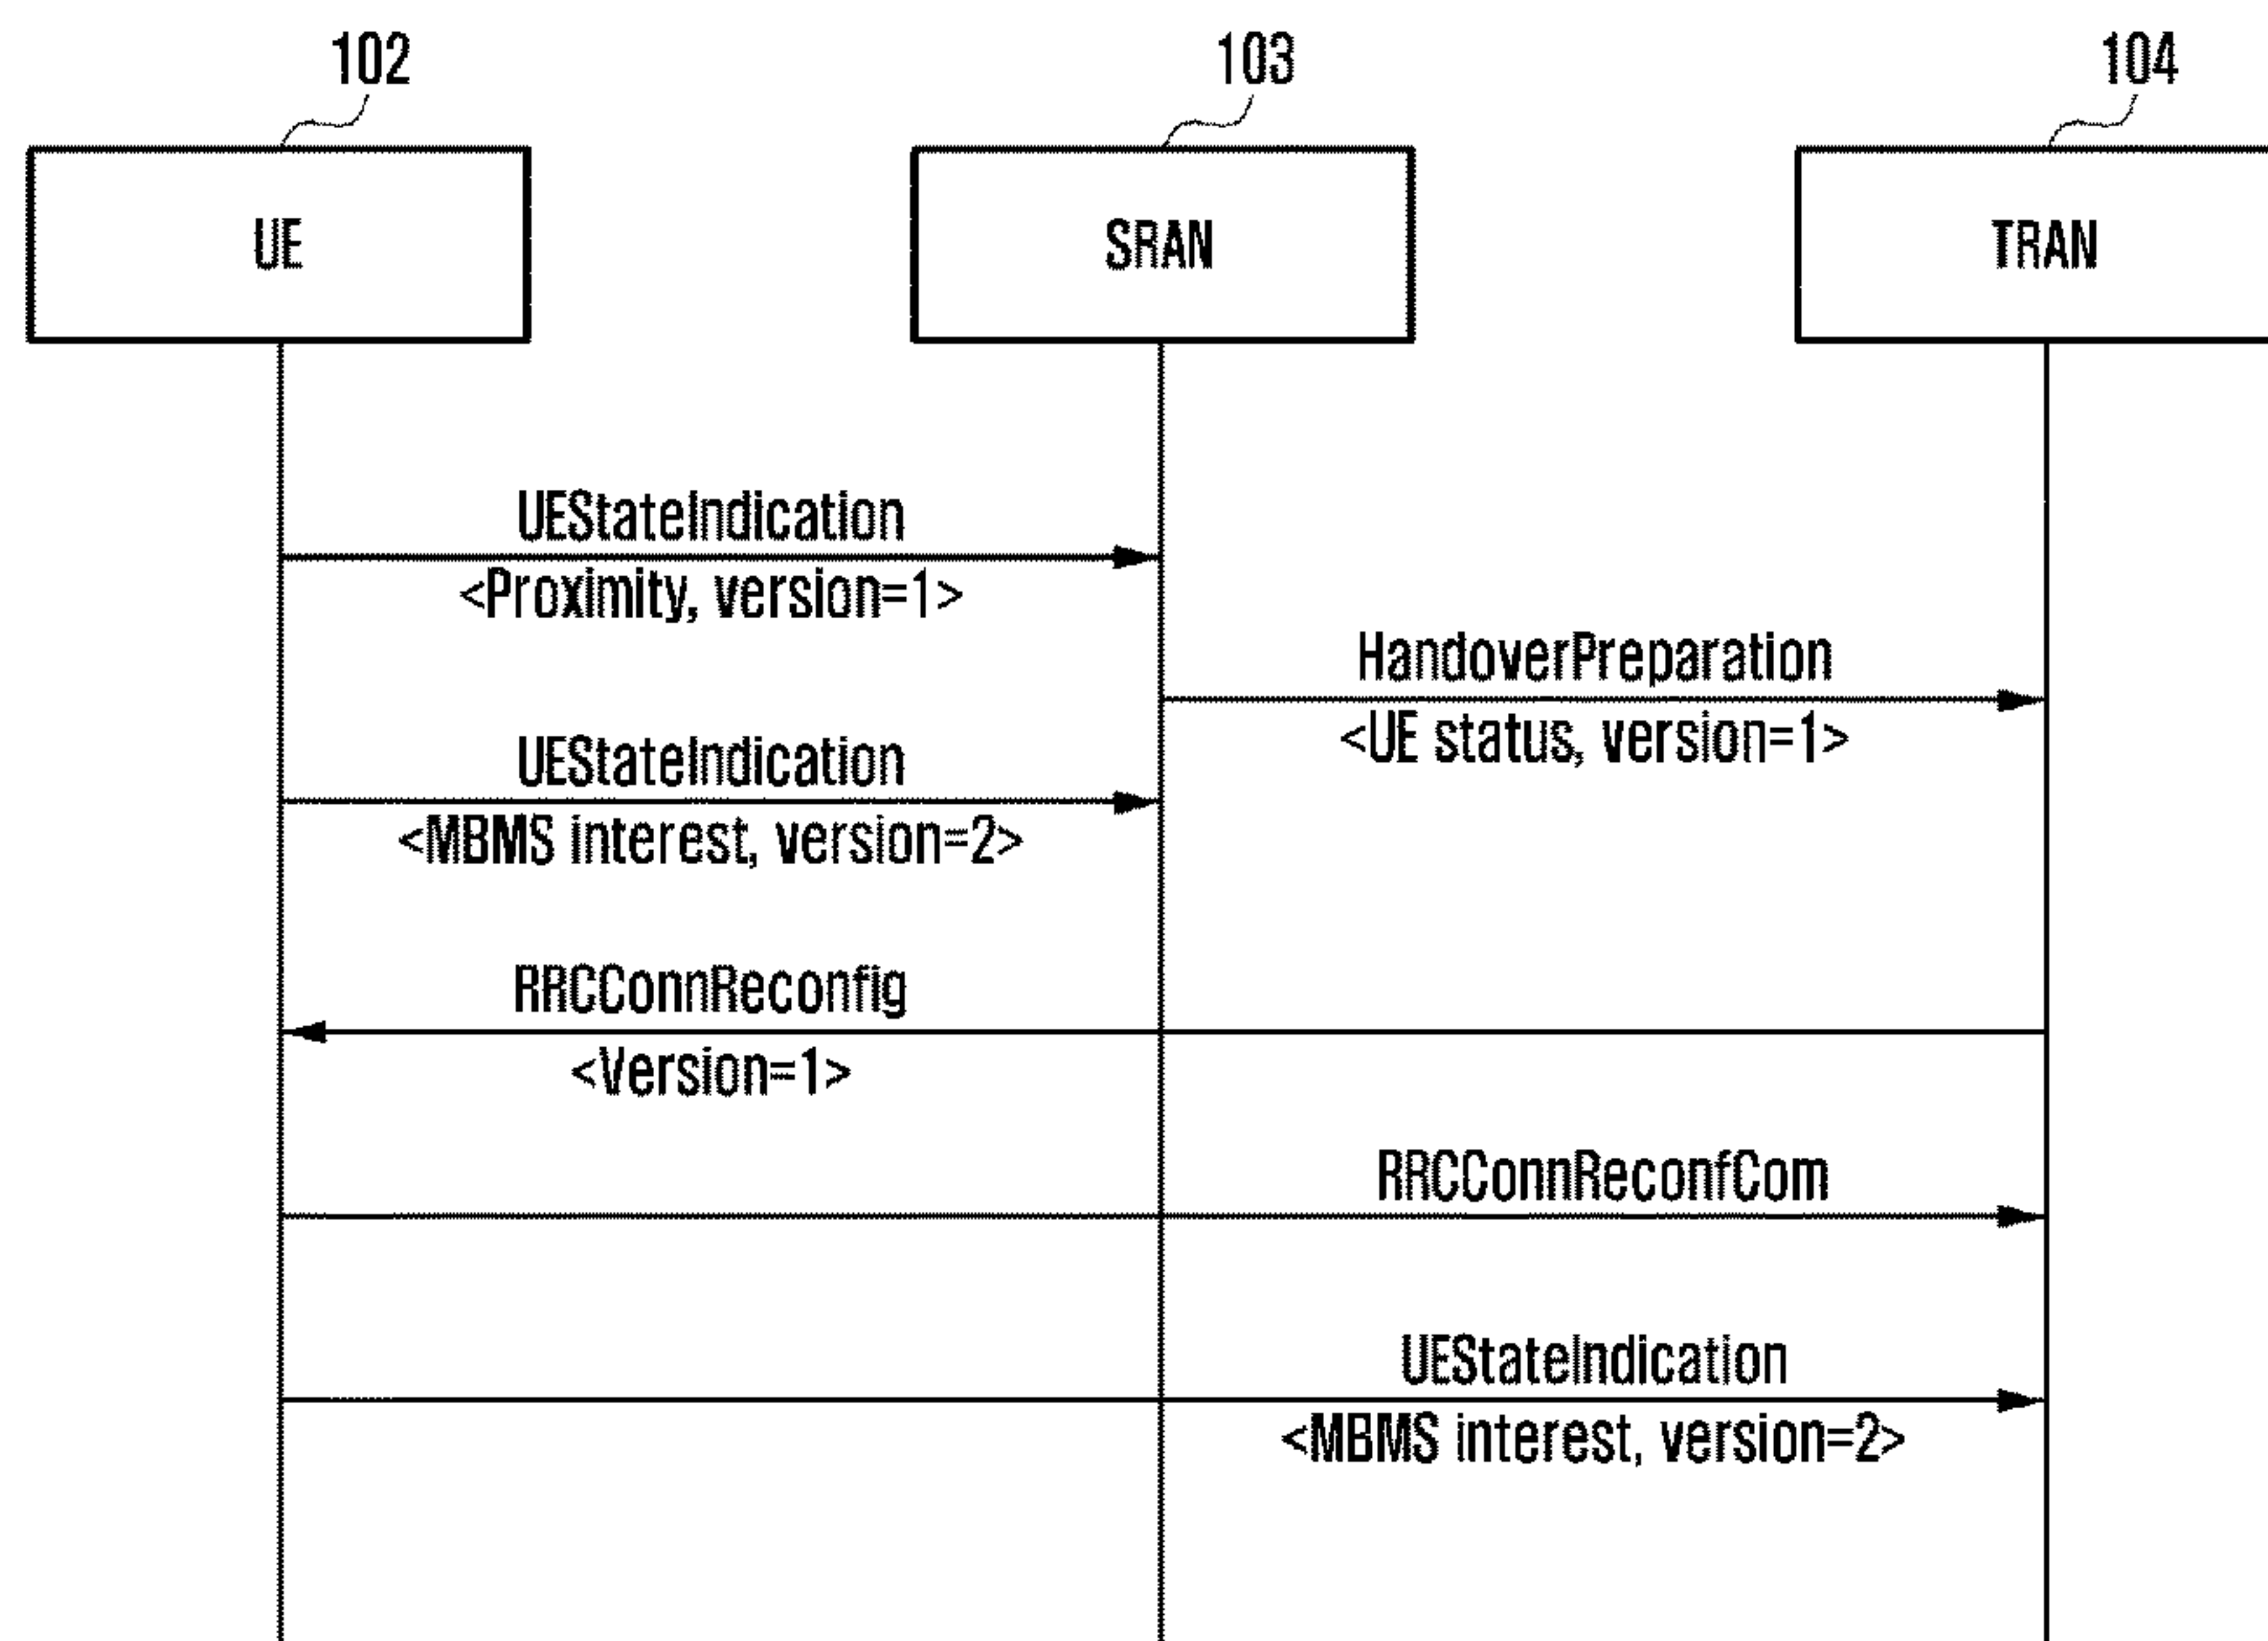 102
103
104
UE
SRAN
TRAN
UEStateIndication
<Proximity, version=1>
HandoverPreparation
<UE status, version=1>
UEStateIndication
<MBMS interest, version=2>
RRCConnReconfig
<Version=1>
RRCConnReconfCom
UEStateIndication
<MBMS interest, version=2>